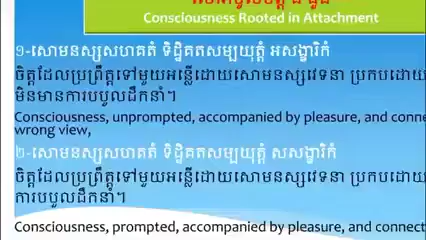 Consciousness Rooted in Attachment
១-សោមនស្សសហគតំ ទិដ្ឋិគតសម្បយុត្តំ អសង្ខារិកំ
ចិត្តដែលប្រព្រឹត្តទៅមួយអន្លើដោយសោមនស្សវេទនា ប្រកបដោយ
មិនមានការបបួលដឹកនាំ។
Consciousness, unprompted, accompanied by pleasure, and conne
wrong view,
២-សោមនស្សសហគតំ ទិដ្ឋិគតសម្បយុត្តំ សសង្ខារិកំ
ចិត្តដែលប្រព្រឹត្តទៅមួយអន្លើដោយសោមនស្សវេទនា ប្រកបដោយ
ការបបួលដឹកនាំ។
Consciousness, prompted, accompanied by pleasure, and connect